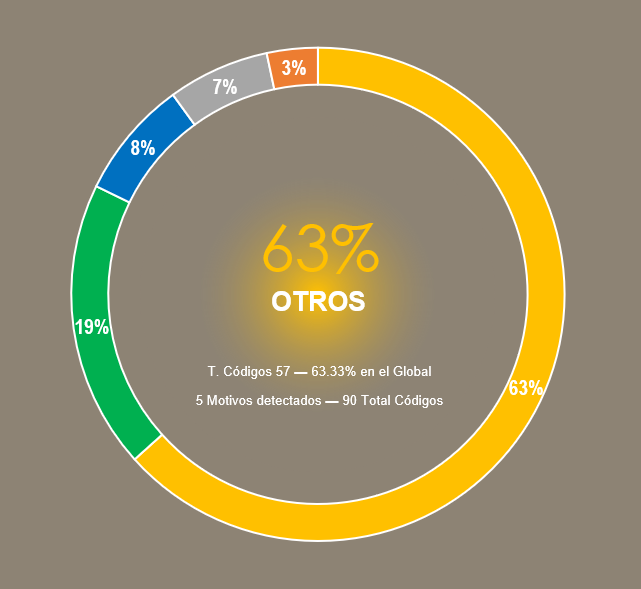 3%
7%
8%
63%
OTROS
19%
T. Códigos 57 — 63.33% en el Global
63%
5 Motivos detectados — 90 Total Códigos